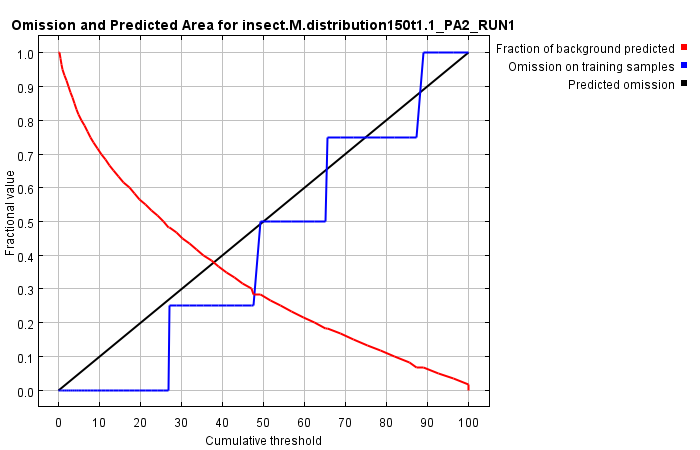 Omission and Predicted Area for insect.M.distribution150t1.1_PA2_RUN1
Fraction of background predicted
Omission on training samples
Predicted omission
Fractional value
1.0
0.9
0.8
0.7
0.6
0.5
0.4
0.3
0.2
0.1
0.0
0 10 20 30 40 50 60 70 80 90 100
Cumulative threshold